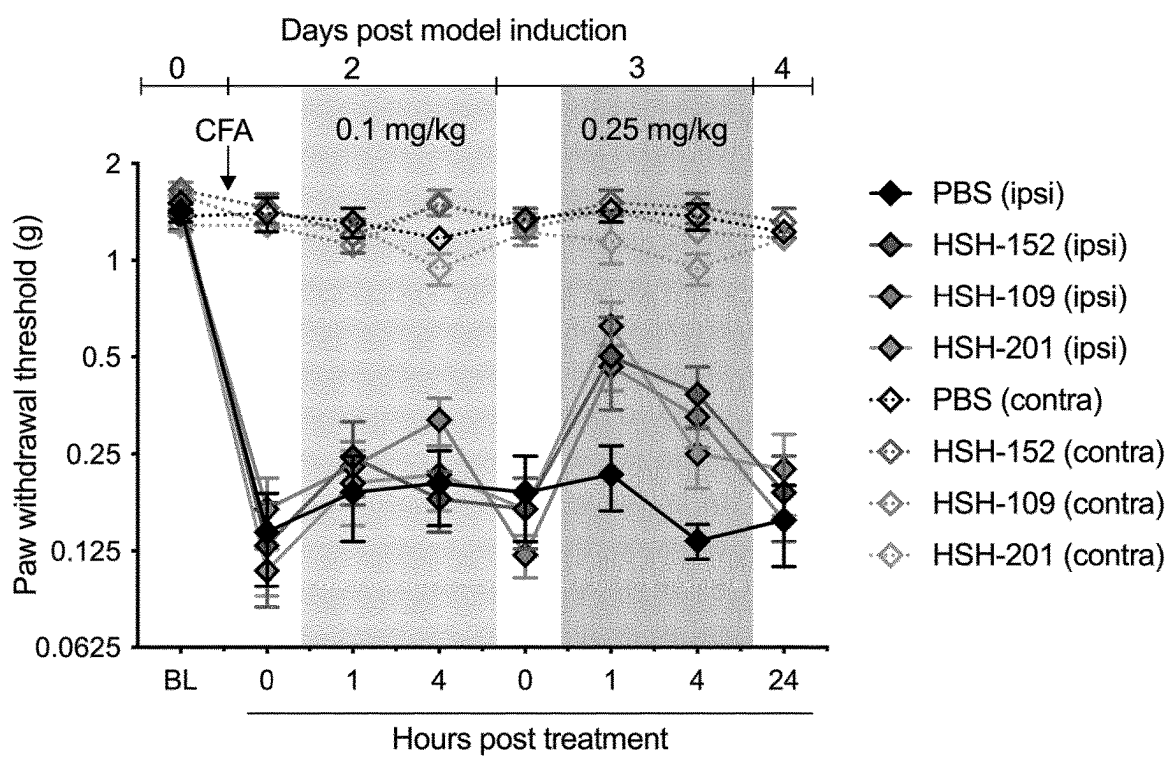 Days post model induction
0 2 3 4
CFA
0.1 mg/kg
0.25 mg/kg
Paw withdrawal threshold (g)
2
1
0.5
0.25
0.125
0.0625
BL 0 1 4 0 1 4 24
Hours post treatment
PBS (ipsi)
HSH-152 (ipsi)
HSH-109 (ipsi)
HSH-201 (ipsi)
PBS (contra)
HSH-152 (contra)
HSH-109 (contra)
HSH-201 (contra)